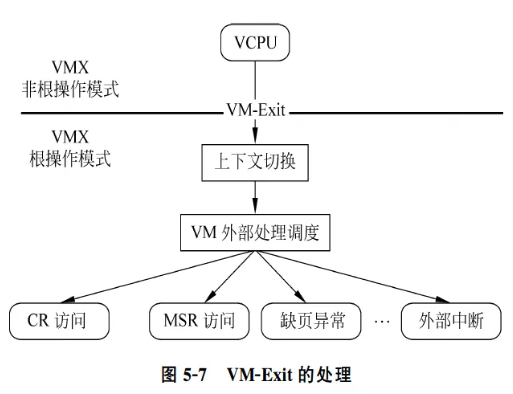 VCPU
VMX
非根操作模式
VM-Exit
VMX
根操作模式
上下文切换
VM 外部处理调度
CR 访问
MSR 访问
缺页异常
…
外部中断
图 5-7 VM-Exit 的处理